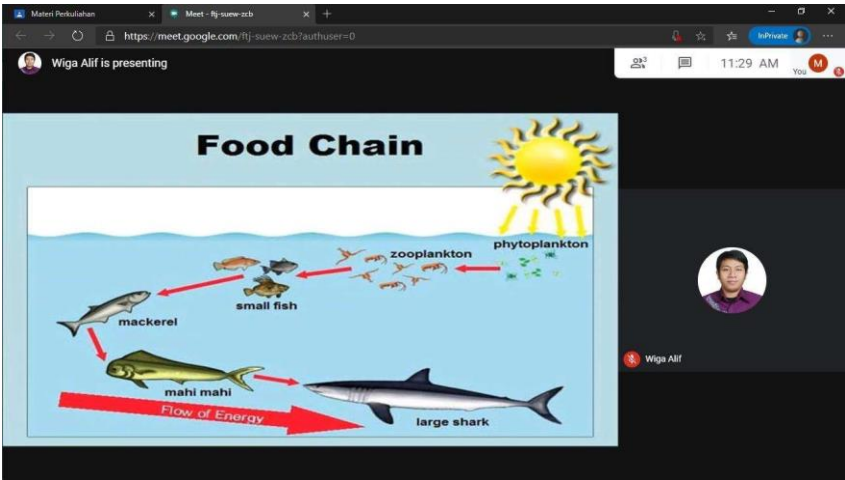 Materi Perkuliahan
Meet - ftj-suew-zcb
https://meet.google.com/ftj-suew-zcb?authuser=0
InPrivate
Wiga Alif is presenting
3
11:29 AM
You
M
Food Chain
phytoplankton
zooplankton
small fish
mackerel
mahi mahi
Flow of Energy
large shark
Wiga Alif